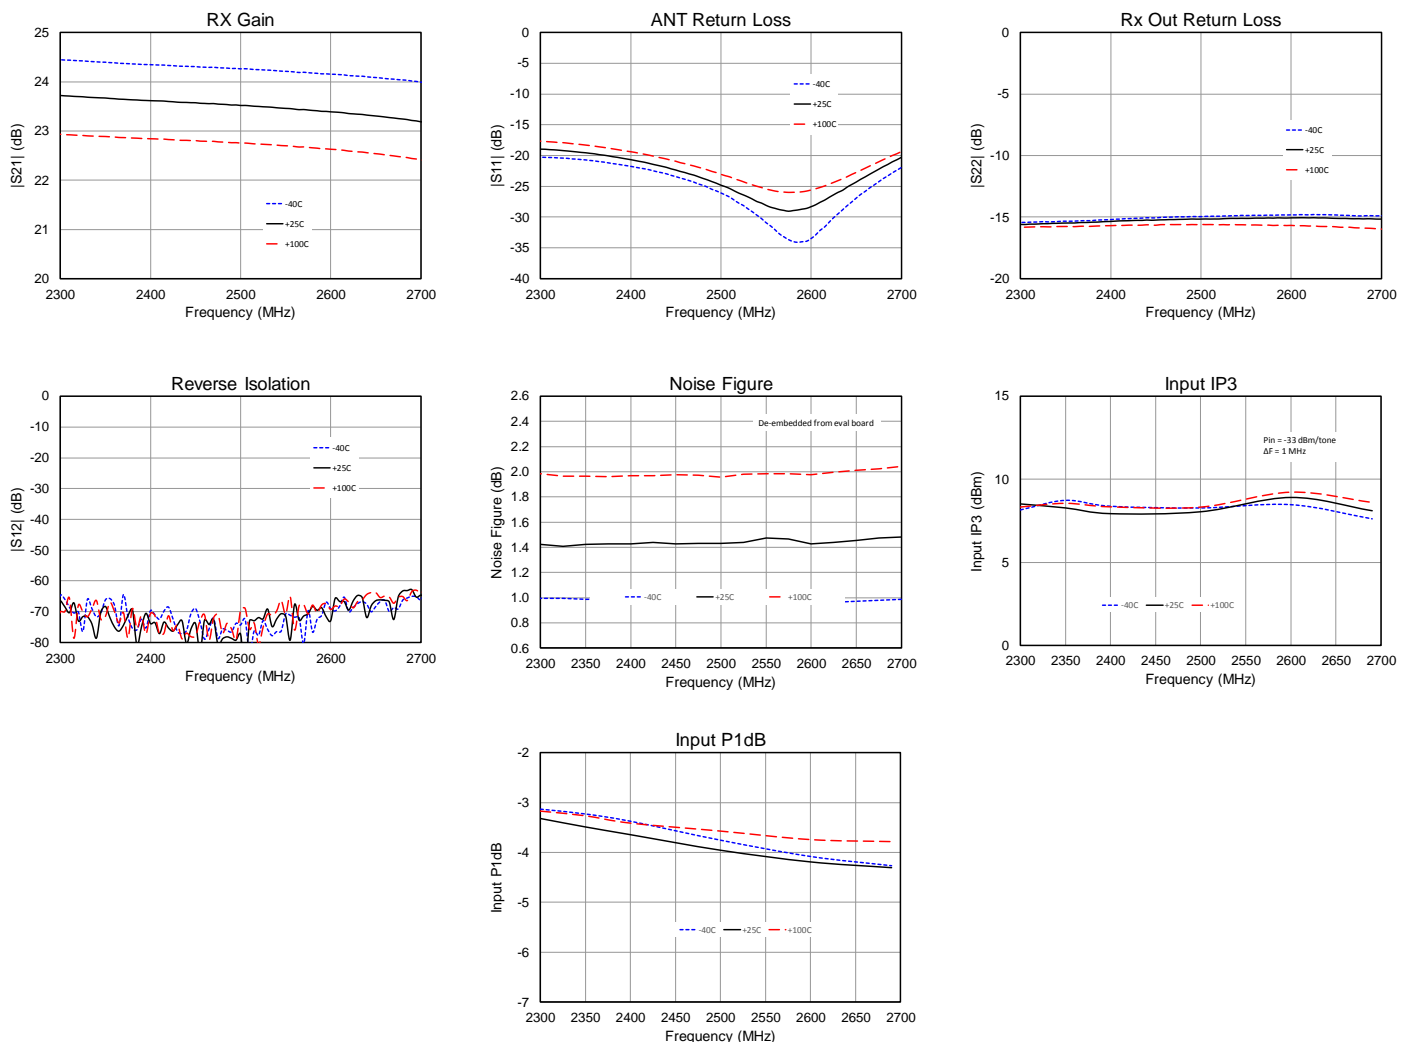 RX Gain
25
24
23
22
21
20
|S21| (dB)
-40C
+25C
+100C
2300 2400 2500 2600 2700
Frequency (MHz)
ANT Return Loss
0
-5
-10
-15
-20
-25
-30
-35
-40
|S11| (dB)
-40C
+25C
+100C
2300 2400 2500 2600 2700
Frequency (MHz)
Rx Out Return Loss
0
-5
-10
-15
-20
|S22| (dB)
-40C
+25C
+100C
2300 2400 2500 2600 2700
Frequency (MHz)
Reverse Isolation
0
-10
-20
-30
-40
-50
-60
-70
-80
|S12| (dB)
-40C
+25C
+100C
2300 2400 2500 2600 2700
Frequency (MHz)
Noise Figure
2.6
2.4
2.2
2.0
1.8
1.6
1.4
1.2
1.0
0.8
0.6
Noise Figure (dB)
De-embedded from eval board
-40C +25C +100C
2300 2350 2400 2450 2500 2550 2600 2650 2700
Frequency (MHz)
Input IP3
15
10
5
0
Input IP3 (dBm)
Pin = -33 dBm/tone
ΔF = 1 MHz
-40C +25C +100C
2300 2350 2400 2450 2500 2550 2600 2650 2700
Frequency (MHz)
Input P1dB
-2
-3
-4
-5
-6
-7
Input P1dB
-40C +25C +100C
2300 2350 2400 2450 2500 2550 2600 2650 2700
Frequency (MHz)